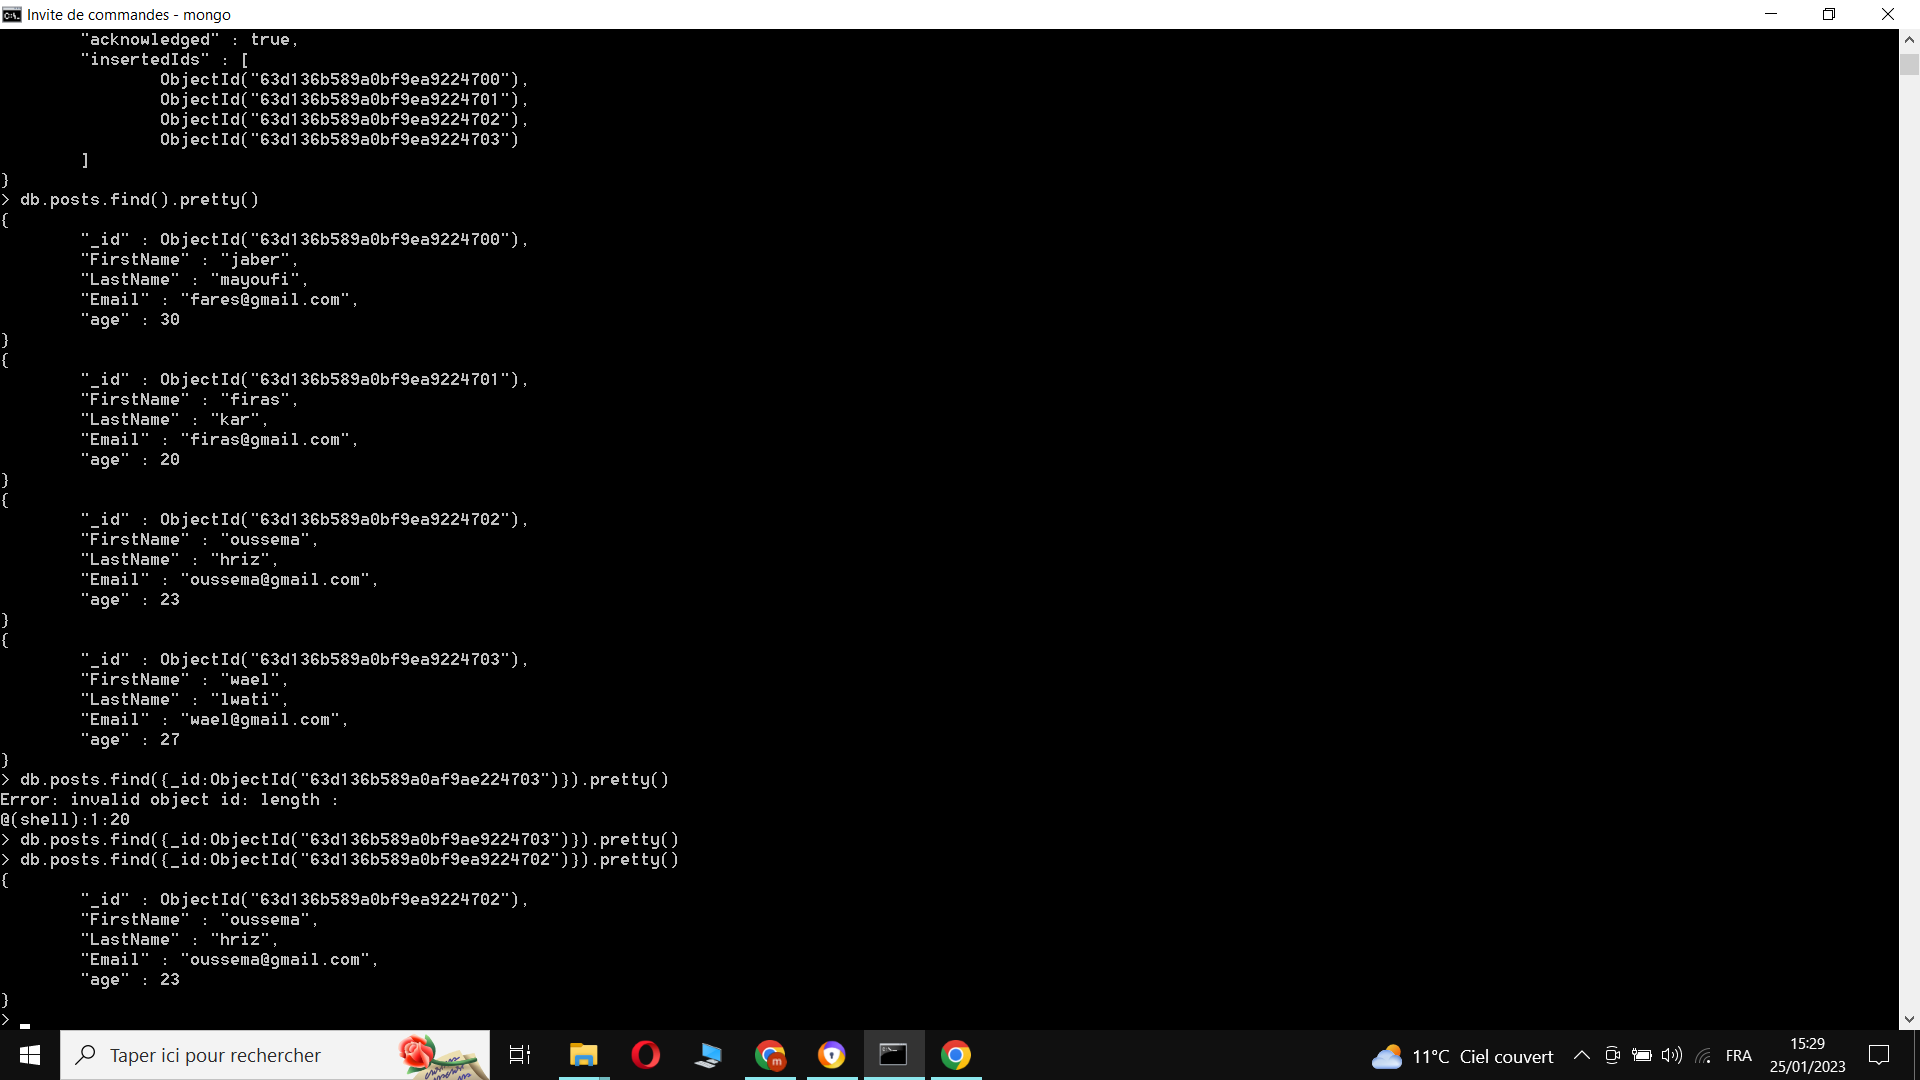 Invite de commandes - mongo
"acknowledged" : true,
"insertedIds" : [
ObjectId("63d136b589a0bf9ea9224700"),
ObjectId("63d136b589a0bf9ea9224701"),
ObjectId("63d136b589a0bf9ea9224702"),
ObjectId("63d136b589a0bf9ea9224703")
]
}
> db.posts.find().pretty()
{
"_id" : ObjectId("63d136b589a0bf9ea9224700"),
"FirstName" : "jaber",
"LastName" : "mayoufi",
"Email" : "fares@gmail.com",
"age" : 30
}
{
"_id" : ObjectId("63d136b589a0bf9ea9224701"),
"FirstName" : "firas",
"LastName" : "kar",
"Email" : "firas@gmail.com",
"age" : 20
}
{
"_id" : ObjectId("63d136b589a0bf9ea9224702"),
"FirstName" : "oussema",
"LastName" : "hriz",
"Email" : "oussema@gmail.com",
"age" : 23
}
{
"_id" : ObjectId("63d136b589a0bf9ea9224703"),
"FirstName" : "wael",
"LastName" : "lwati",
"Email" : "wael@gmail.com",
"age" : 27
}
> db.posts.find({_id:ObjectId("63d136b589a0af9ae224703")}).pretty()
Error: invalid object id: length :
@(shell):1:20
> db.posts.find({_id:ObjectId("63d136b589a0bf9ae9224703")}).pretty()
> db.posts.find({_id:ObjectId("63d136b589a0bf9ea9224702")}).pretty()
{
"_id" : ObjectId("63d136b589a0bf9ea9224702"),
"FirstName" : "oussema",
"LastName" : "hriz",
"Email" : "oussema@gmail.com",
"age" : 23
}
>
Taper ici pour rechercher
m
11°C Ciel couvert
FRA
15:29
25/01/2023